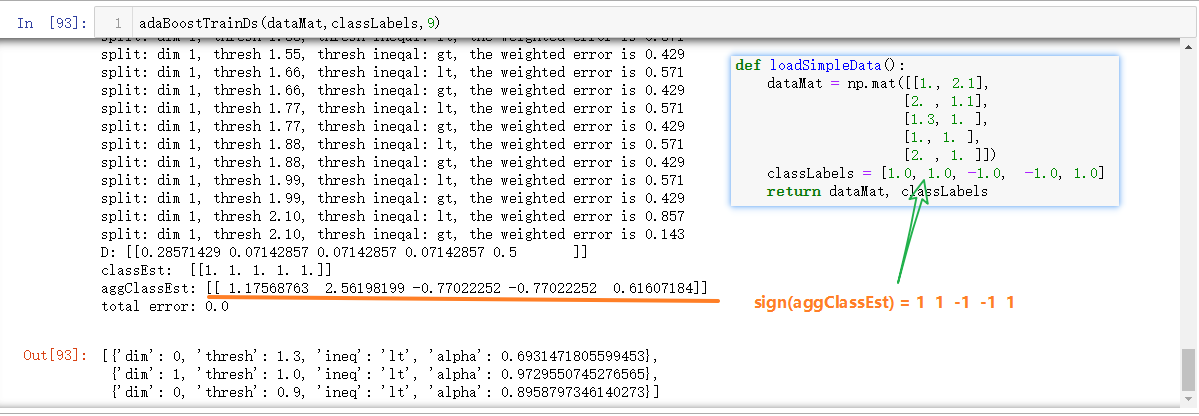 In [93]:
1 adaBoostTrainDs(dataMat,classLabels,9)
split: dim 1, thresh 1.55, thresh ineqal: gt, the weighted error is 0.429
split: dim 1, thresh 1.66, thresh ineqal: lt, the weighted error is 0.571
split: dim 1, thresh 1.66, thresh ineqal: gt, the weighted error is 0.429
split: dim 1, thresh 1.77, thresh ineqal: lt, the weighted error is 0.571
split: dim 1, thresh 1.77, thresh ineqal: gt, the weighted error is 0.429
split: dim 1, thresh 1.88, thresh ineqal: lt, the weighted error is 0.571
split: dim 1, thresh 1.88, thresh ineqal: gt, the weighted error is 0.429
split: dim 1, thresh 1.99, thresh ineqal: lt, the weighted error is 0.571
split: dim 1, thresh 1.99, thresh ineqal: gt, the weighted error is 0.429
split: dim 1, thresh 2.10, thresh ineqal: lt, the weighted error is 0.857
split: dim 1, thresh 2.10, thresh ineqal: gt, the weighted error is 0.143
D: [[0.28571429 0.07142857 0.07142857 0.07142857 0.5 ]]
classEst: [[1. 1. 1. 1. 1.]]
aggClassEst: [[ 1.17568763 2.56198199 -0.77022252 -0.77022252 0.61607184]]
total error: 0.0
def loadSimpleData():
dataMat = np.mat([[1., 2.1],
[2. , 1.1],
[1.3, 1. ],
[1., 1. ],
[2. , 1. ]])
classLabels = [1.0, 1.0, -1.0, -1.0, 1.0]
return dataMat, classLabels
sign(aggClassEst) = 1 1 -1 -1 1
Out[93]:
[{'dim': 0, 'thresh': 1.3, 'ineq': 'lt', 'alpha': 0.6931471805599453},
{'dim': 1, 'thresh': 1.0, 'ineq': 'lt', 'alpha': 0.9729550745276565},
{'dim': 0, 'thresh': 0.9, 'ineq': 'lt', 'alpha': 0.8958797346140273}]